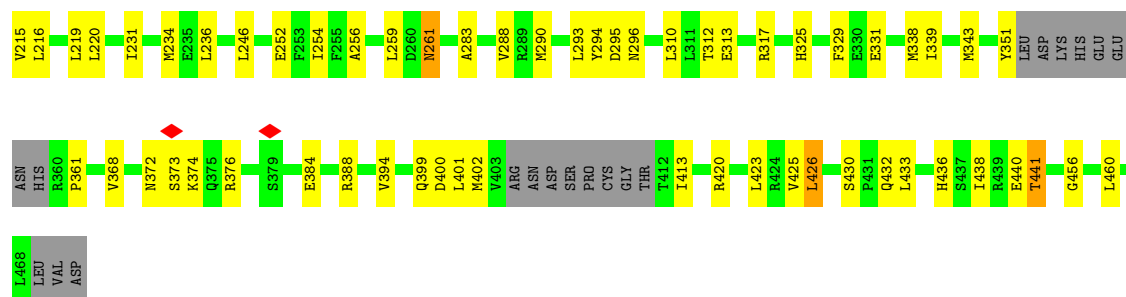 V215 L216 L219 L220 I231 M234 E235 L236 L246 E252 F253 I254 F255 A256 L259 D260 N261 A283 V288 R289 M290 L293 Y294 D295 N296 L310 L311 T312 E313 R317 H325 F329 E330 E331 M338 I339 M343 Y351 LEU ASP LYS HIS GLU GLU
ASN HIS R360 P361 V368 N372 S373 K374 Q375 R376 S379 E384 R388 V394 Q399 D400 L401 M402 V403 ARG ASN ASP SER PRO CYS GLY THR T412 I413 R420 L423 R424 V425 L426 S430 P431 Q432 L433 H436 S437 I438 R439 E440 T441 G456 L460
L468 LEU VAL ASP